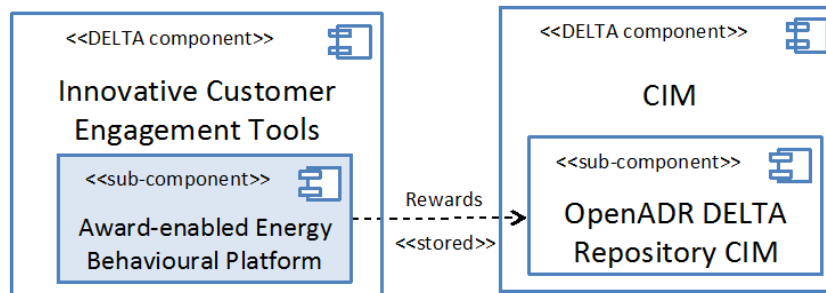 <<DELTA component>>
Innovative Customer
Engagement Tools
<<sub-component>>
Award-enabled Energy
Behavioural Platform
Rewards
<<stored>>
<<DELTA component>>
CIM
<<sub-component>>
OpenADR DELTA
Repository CIM